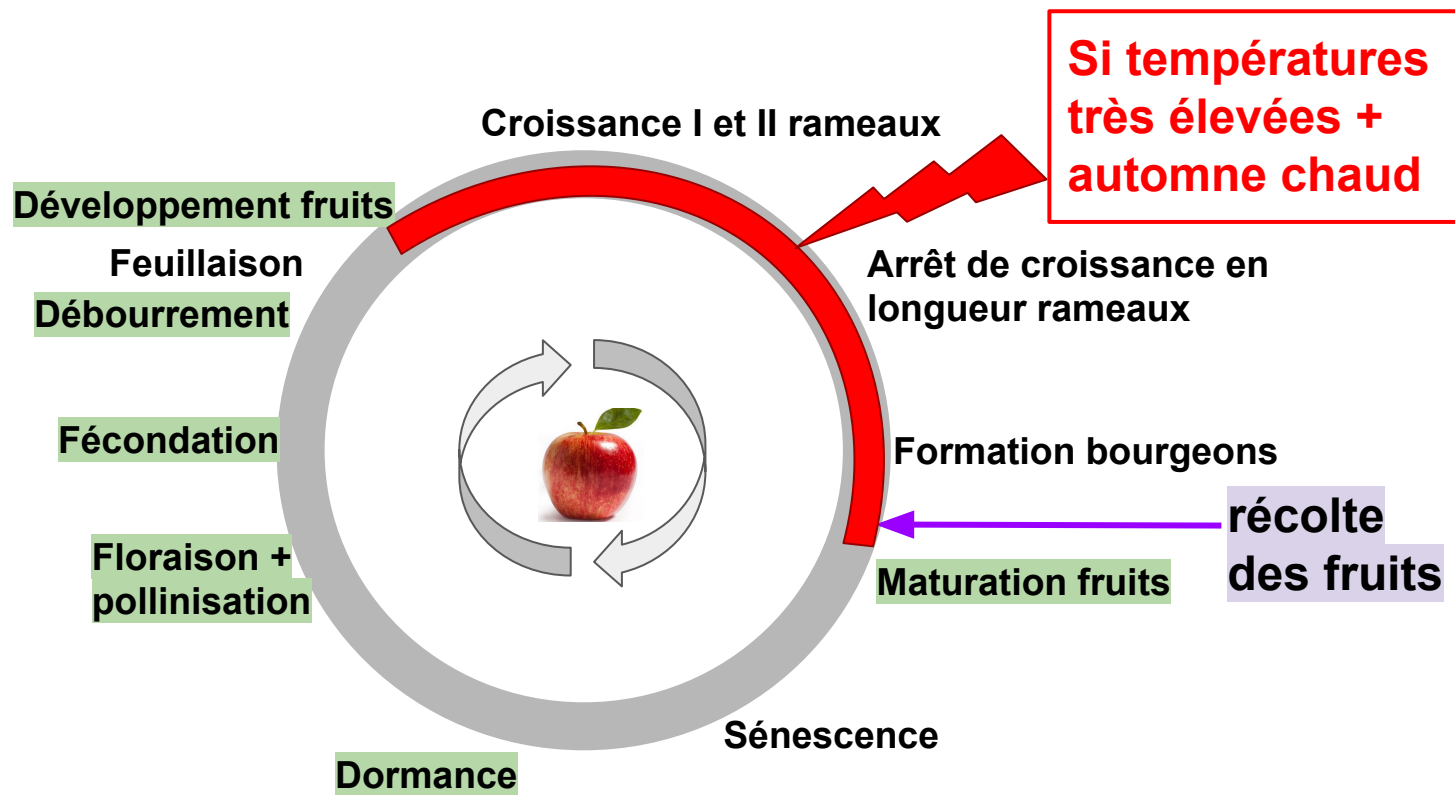 Si températures
très élevées +
automne chaud
Croissance I et II rameaux
Développement fruits
Feuillaison
Débourrement
Arrêt de croissance en
longueur rameaux
Fécondation
Formation bourgeons
récolte
des fruits
Floraison +
pollinisation
Maturation fruits
Sénescence
Dormance